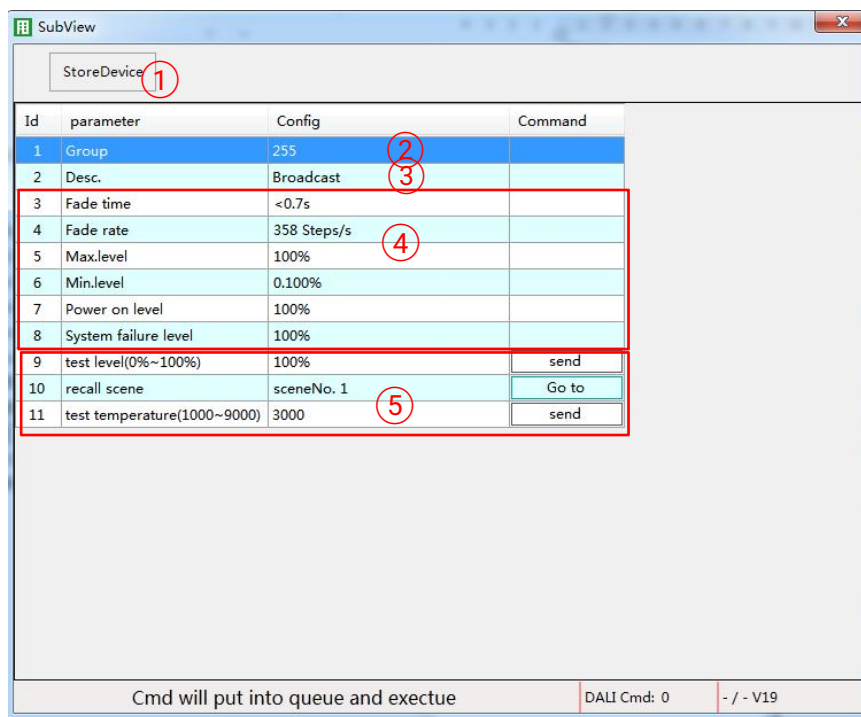 SubView
StoreDevice ①
Id parameter Config Command
1 Group 255 ②
2 Desc. Broadcast ③
3 Fade time <0.7s
4 Fade rate 358 Steps/s ④
5 Max.level 100%
6 Min.level 0.100%
7 Power on level 100%
8 System failure level 100%
9 test level(0%~100%) 100% send
10 recall scene sceneNo. 1 Go to
11 test temperature(1000~9000) 3000 ⑤ send
Cmd will put into queue and exectue DALI Cmd: 0 - / - V19